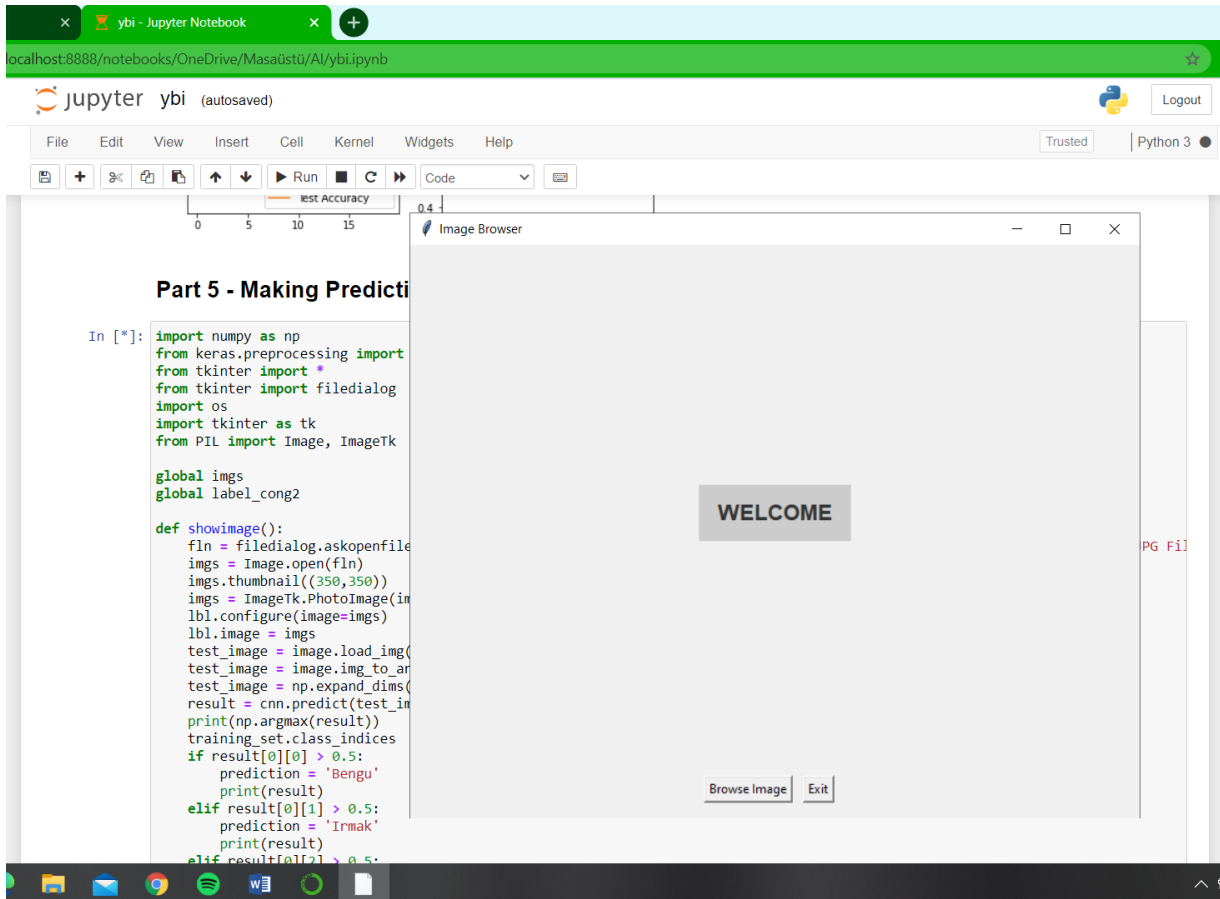 ybi - Jupyter Notebook
localhost:8888/notebooks/OneDrive/Masaüstü/AI/ybi.ipynb
jupyter ybi (autosaved)
Logout
File Edit View Insert Cell Kernel Widgets Help
Trusted
Python 3
Run
Code
Test Accuracy
0.4
0 5 10 15
Image Browser
Part 5 - Making Predicti
In [*]:
import numpy as np
from keras.preprocessing import
from tkinter import *
from tkinter import filedialog
import os
import tkinter as tk
from PIL import Image, ImageTk
global imgs
global label_cong2
def showimage():
fln = filedialog.askopenfile
PG Fil
imgs = Image.open(fln)
imgs.thumbnail((350,350))
imgs = ImageTk.PhotoImage(im
lbl.configure(image=imgs)
lbl.image = imgs
test_image = image.load_img(
test_image = image.img_to_ar
test_image = np.expand_dims(
result = cnn.predict(test_im
print(np.argmax(result))
training_set.class_indices
if result[0][0] > 0.5:
prediction = 'Bengu'
print(result)
elif result[0][1] > 0.5:
prediction = 'Irmak'
print(result)
elif result[0][2] > 0.5:
WELCOME
Browse Image
Exit